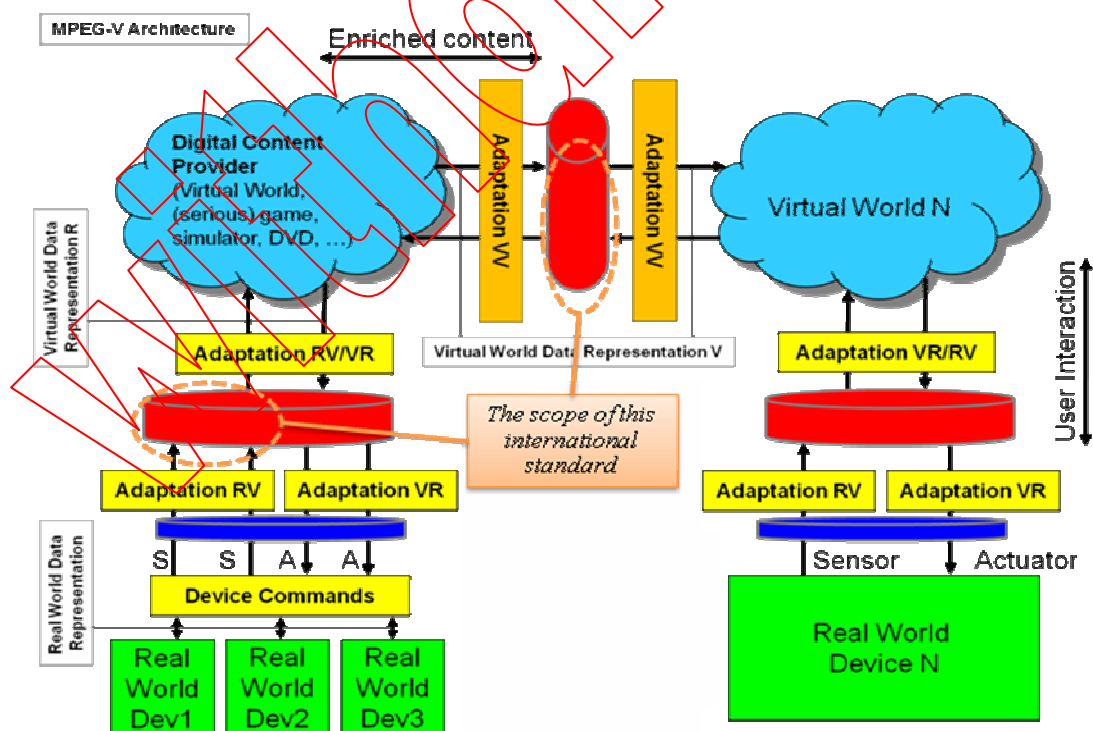 MPEG-V Architecture
Enriched content
Digital Content
Provider
(Virtual World,
(serious) game,
simulator, DVD, ...)
Adaptation VV
Adaptation VV
Virtual World N
Virtual World Data
Representation R
Adaptation RV/VR
Virtual World Data Representation V
Adaptation VR/RV
User Interaction
The scope of this
international
standard
Adaptation RV
Adaptation VR
Adaptation RV
Adaptation VR
Real World Data
Representation
S
S
A
A
Sensor
Actuator
Device Commands
Real
World
Dev1
Real
World
Dev2
Real
World
Dev3
Real World
Device N